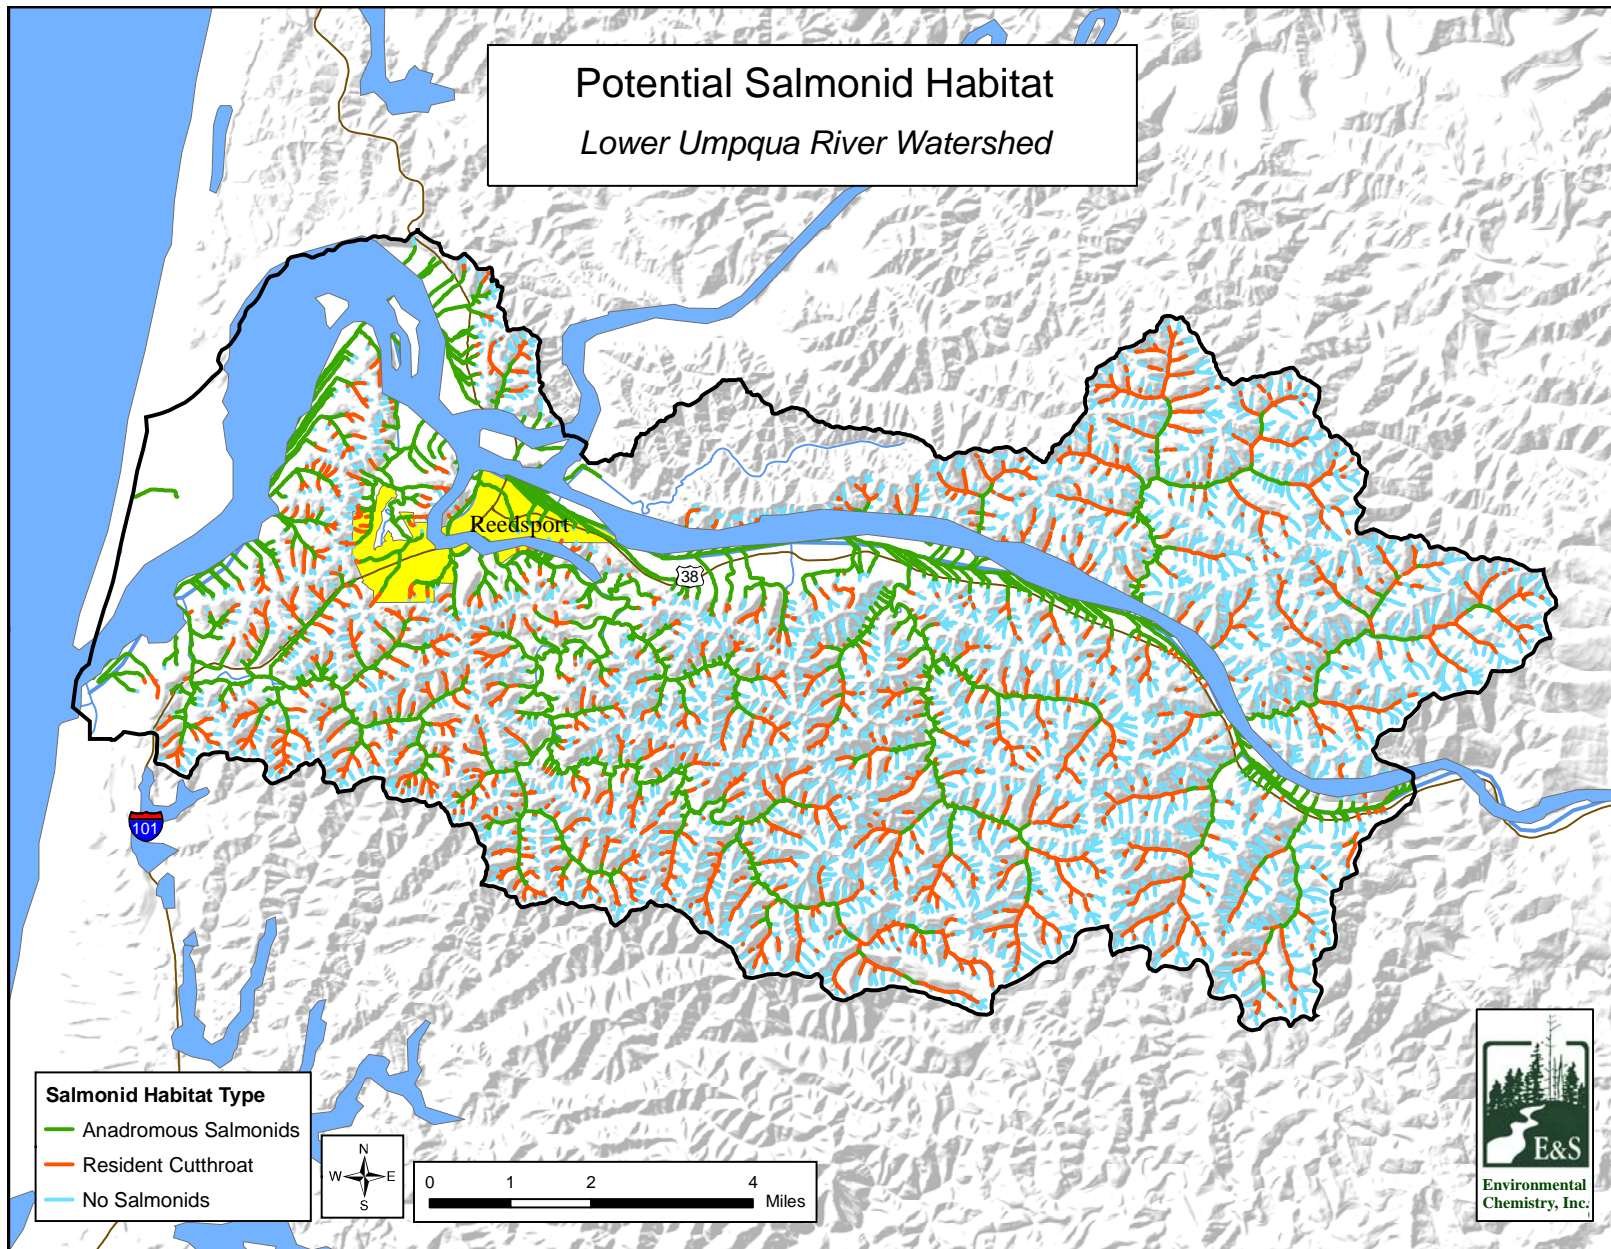 Potential Salmonid Habitat
Lower Umpqua River Watershed
Reedsport
38
101
Salmonid Habitat Type
Anadromous Salmonids
Resident Cutthroat
No Salmonids
N
W E
S
0 1 2 4
Miles
E&S
Environmental
Chemistry, Inc.